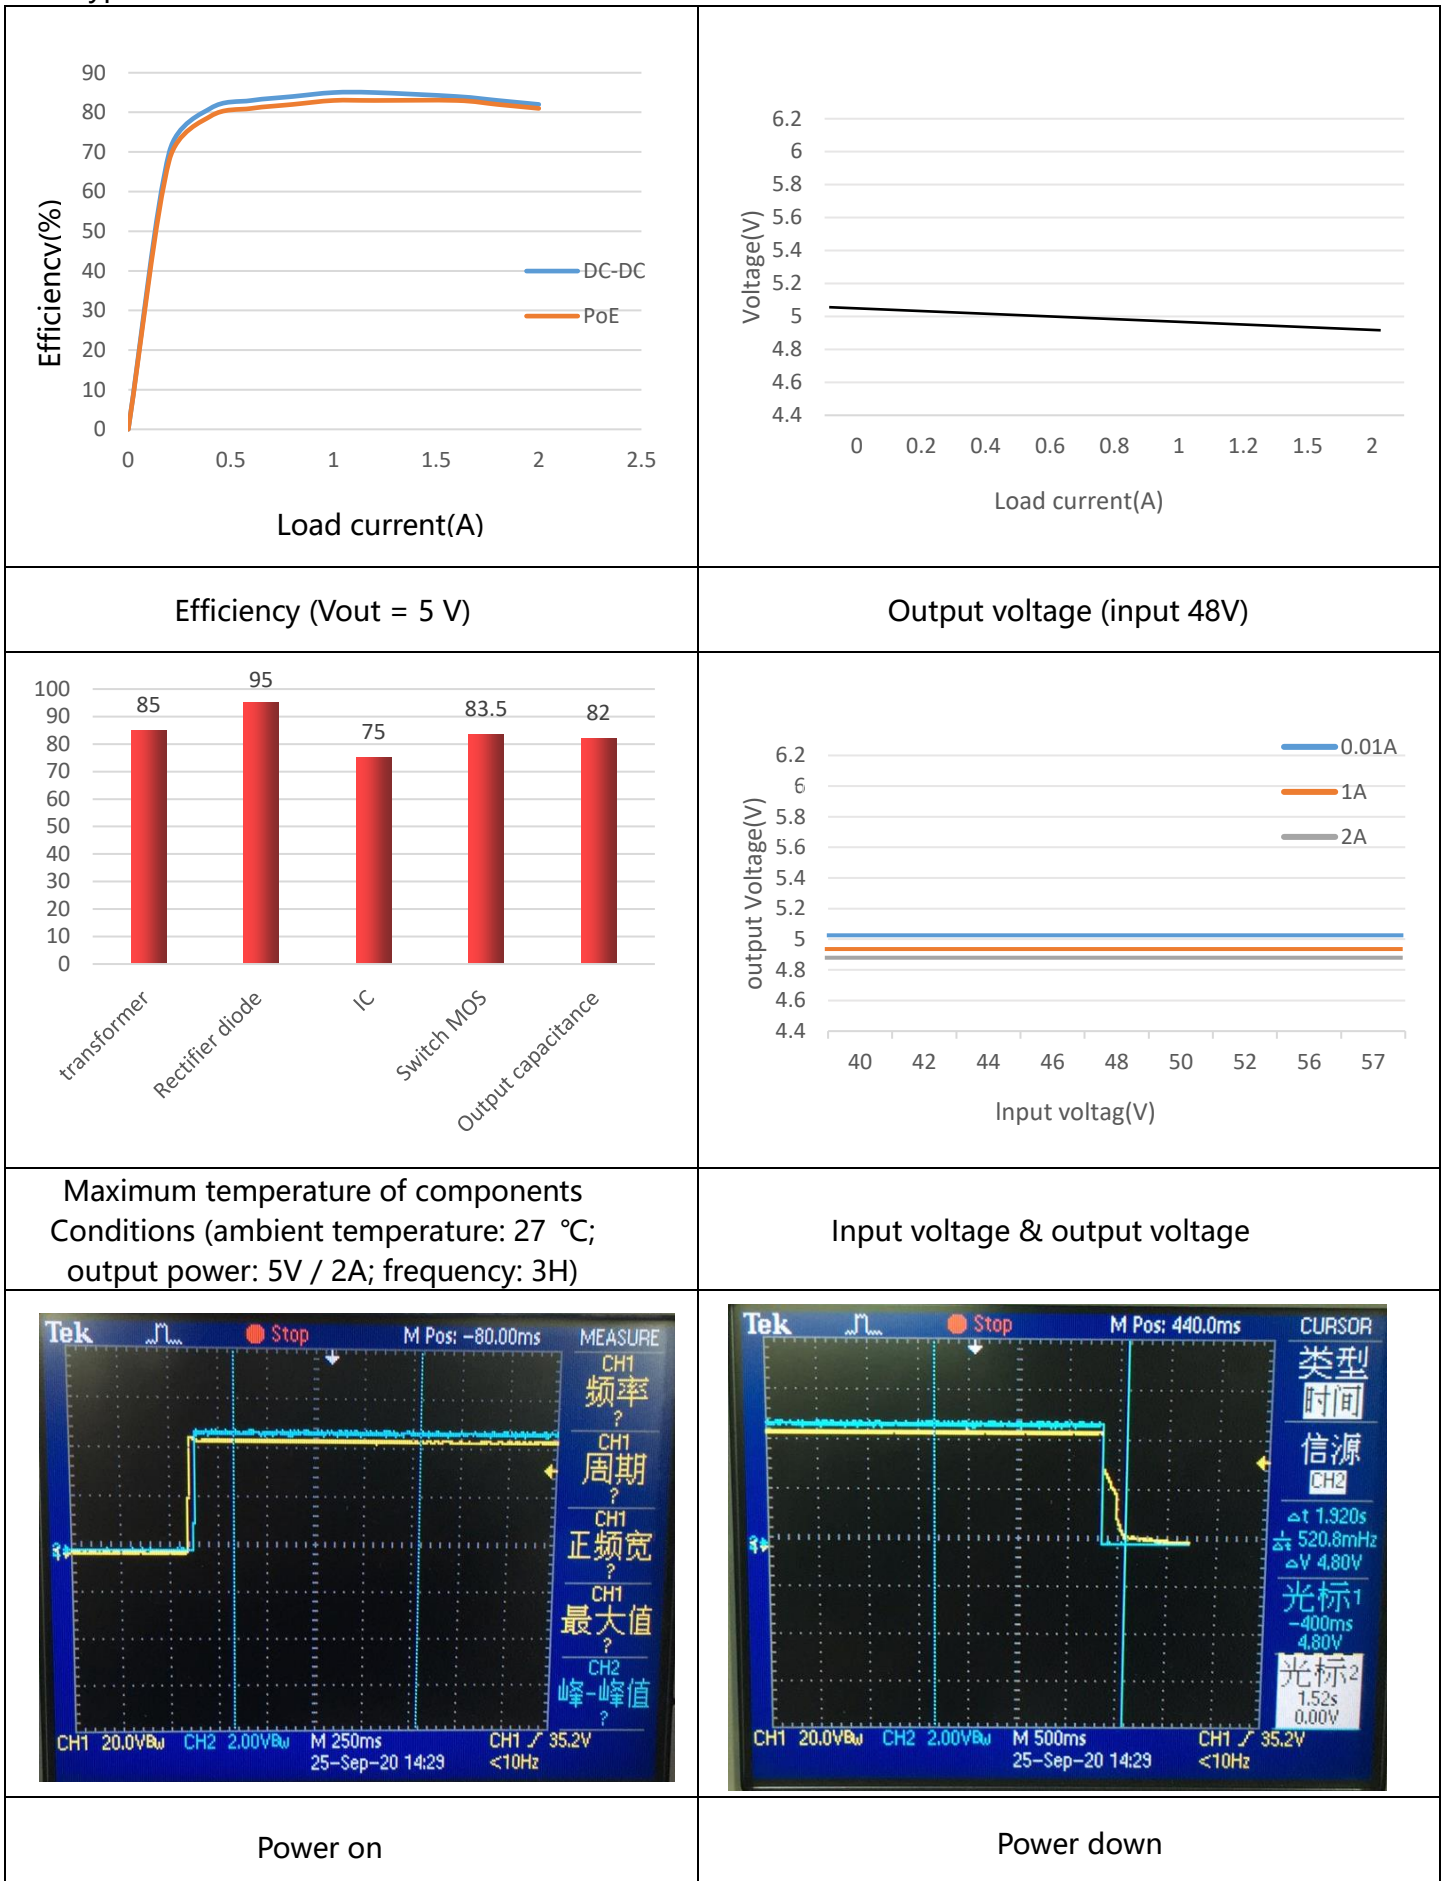 90
80
70
60
50
40
30
20
10
0
0 0.5 1 1.5 2 2.5
Efficiency(%)
DC-DC
PoE
Load current(A)
6.2
6
5.8
5.6
5.4
5.2
5
4.8
4.6
4.4
0 0.2 0.4 0.6 0.8 1 1.2 1.5 2
Voltage(V)
Load current(A)
Efficiency (Vout = 5 V)
Output voltage (input 48V)
100
90
80
70
60
50
40
30
20
10
0
85
95
75
83.5
82
transformer
Rectifier diode
IC
Switch MOS
Output capacitance
6.2
6
5.8
5.6
5.4
5.2
5
4.8
4.6
4.4
40 42 44 46 48 50 52 56 57
output Voltage(V)
0.01A
1A
2A
Input voltag(V)
Maximum temperature of components
Conditions (ambient temperature: 27 ℃;
output power: 5V / 2A; frequency: 3H)
Input voltage & output voltage
Tek Stop M Pos: -80.00ms MEASURE
CH1
频率
?
CH1
周期
?
CH1
正频宽
?
CH1
最大值
?
CH2
峰-峰值
?
CH1 20.0VBw CH2 2.00VBw M 250ms CH1 35.2V
25-Sep-20 14:29 <10Hz
Tek Stop M Pos: 440.0ms CURSOR
类型
时间
信源
CH2
△t 1.920s
520.8mHz
△V 4.80V
光标1
-400ms
4.80V
光标2
1.52s
0.00V
CH1 20.0VBw CH2 2.00VBw M 500ms CH1 35.2V
25-Sep-20 14:29 <10Hz
Power on
Power down